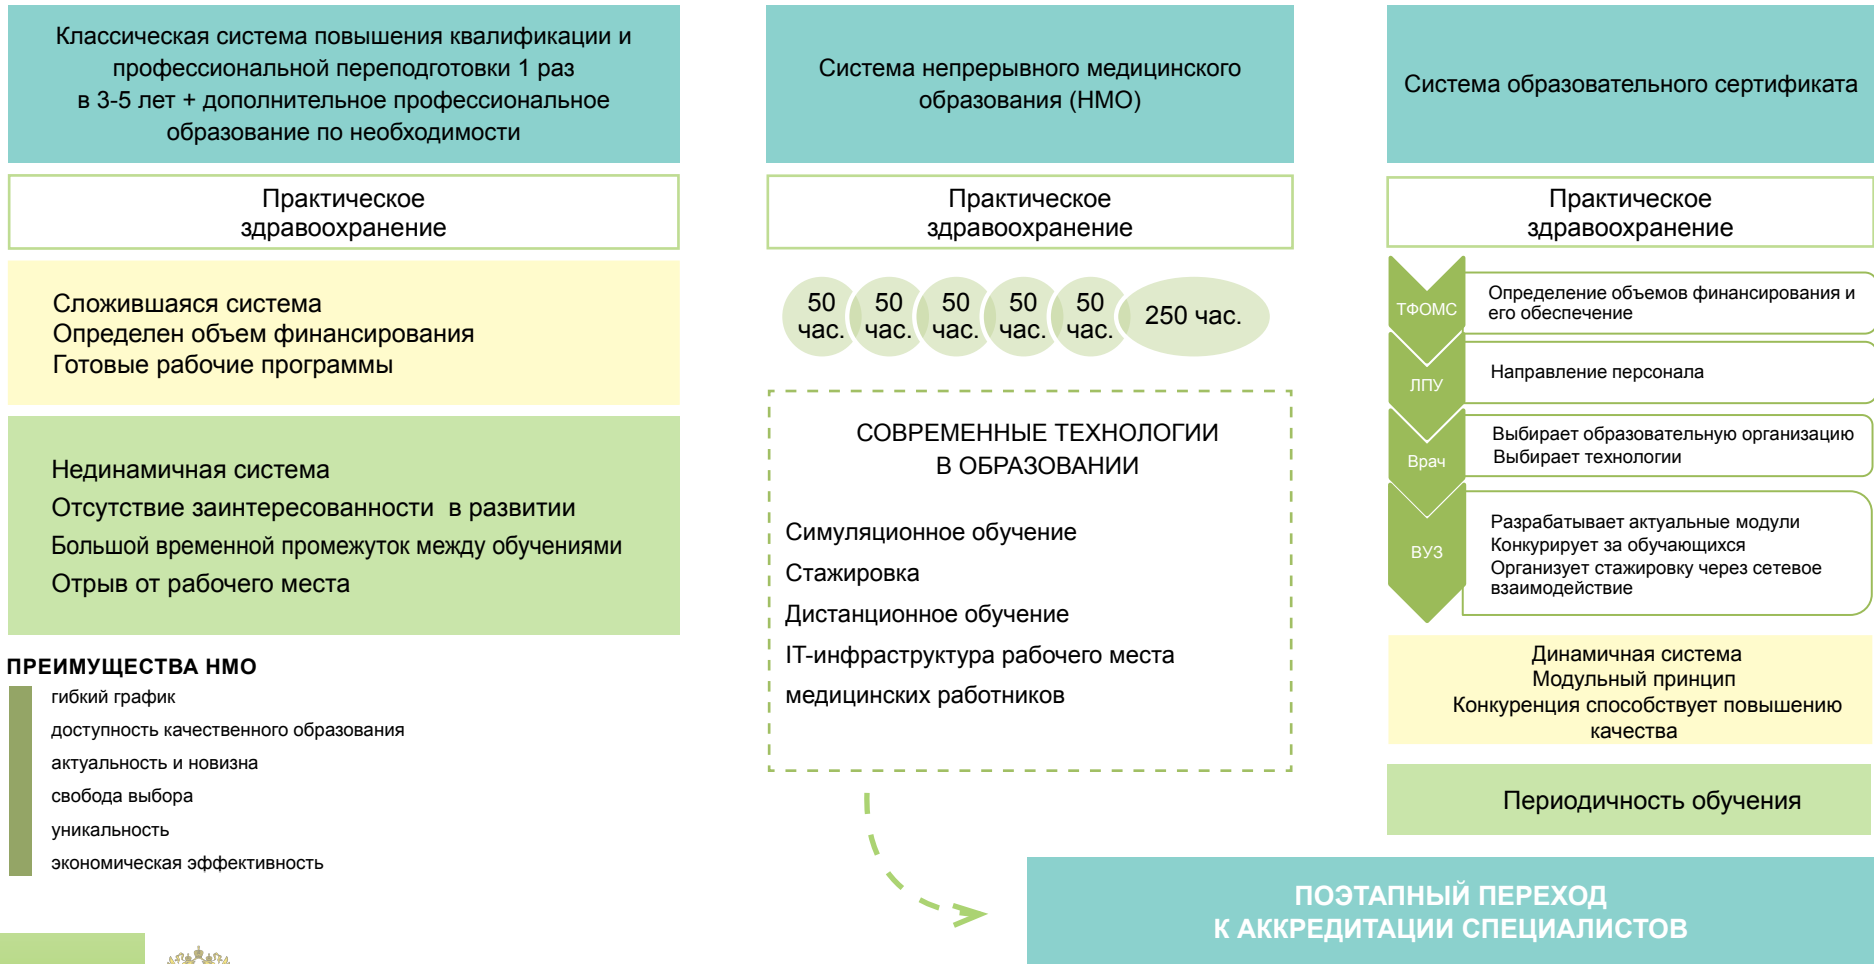 Классическая система повышения квалификации и
профессиональной переподготовки 1 раз
в 3-5 лет + дополнительное профессиональное
образование по необходимости
Практическое
здравоохранение
Сложившаяся система
Определен объем финансирования
Готовые рабочие программы
Нединамичная система
Отсутствие заинтересованности в развитии
Большой временной промежуток между обучениями
Отрыв от рабочего места
ПРЕИМУЩЕСТВА НМО
гибкий график
доступность качественного образования
актуальность и новизна
свобода выбора
уникальность
экономическая эффективность
Система непрерывного медицинского
образования (НМО)
Практическое
здравоохранение
50 час.
50 час.
50 час.
50 час.
50 час.
250 час.
СОВРЕМЕННЫЕ ТЕХНОЛОГИИ
В ОБРАЗОВАНИИ
Симуляционное обучение
Стажировка
Дистанционное обучение
IT-инфраструктура рабочего места
медицинских работников
Система образовательного сертификата
Практическое
здравоохранение
ТФОМС
Определение объемов финансирования и
его обеспечение
ЛПУ
Направление персонала
Врач
Выбирает образовательную организацию
Выбирает технологии
ВУЗ
Разрабатывает актуальные модули
Конкурирует за обучающихся
Организует стажировку через сетевое
взаимодействие
Динамичная система
Модульный принцип
Конкуренция способствует повышению
качества
Периодичность обучения
ПОЭТАПНЫЙ ПЕРЕХОД
К АККРЕДИТАЦИИ СПЕЦИАЛИСТОВ